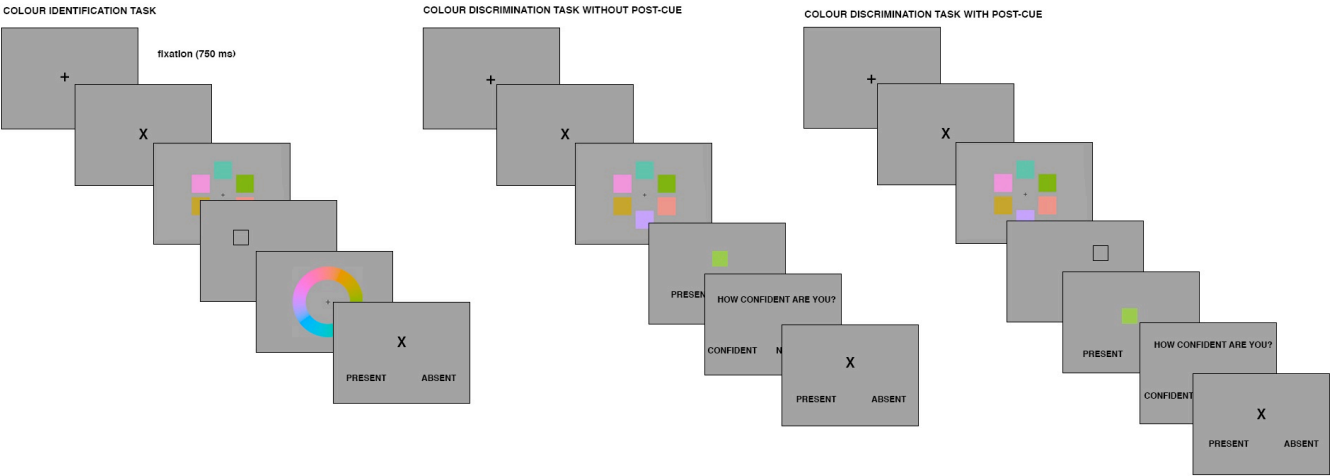 COLOUR IDENTIFICATION TASK
fixation (750 ms)
+
X
X
PRESENT ABSENT
COLOUR DISCRIMINATION TASK WITHOUT POST-CUE
+
X
PRESEN
HOW CONFIDENT ARE YOU?
CONFIDENT N
X
PRESENT ABSENT
COLOUR DISCRIMINATION TASK WITH POST-CUE
+
X
PRESENT
HOW CONFIDENT ARE YOU?
CONFIDENT
X
PRESENT ABSENT